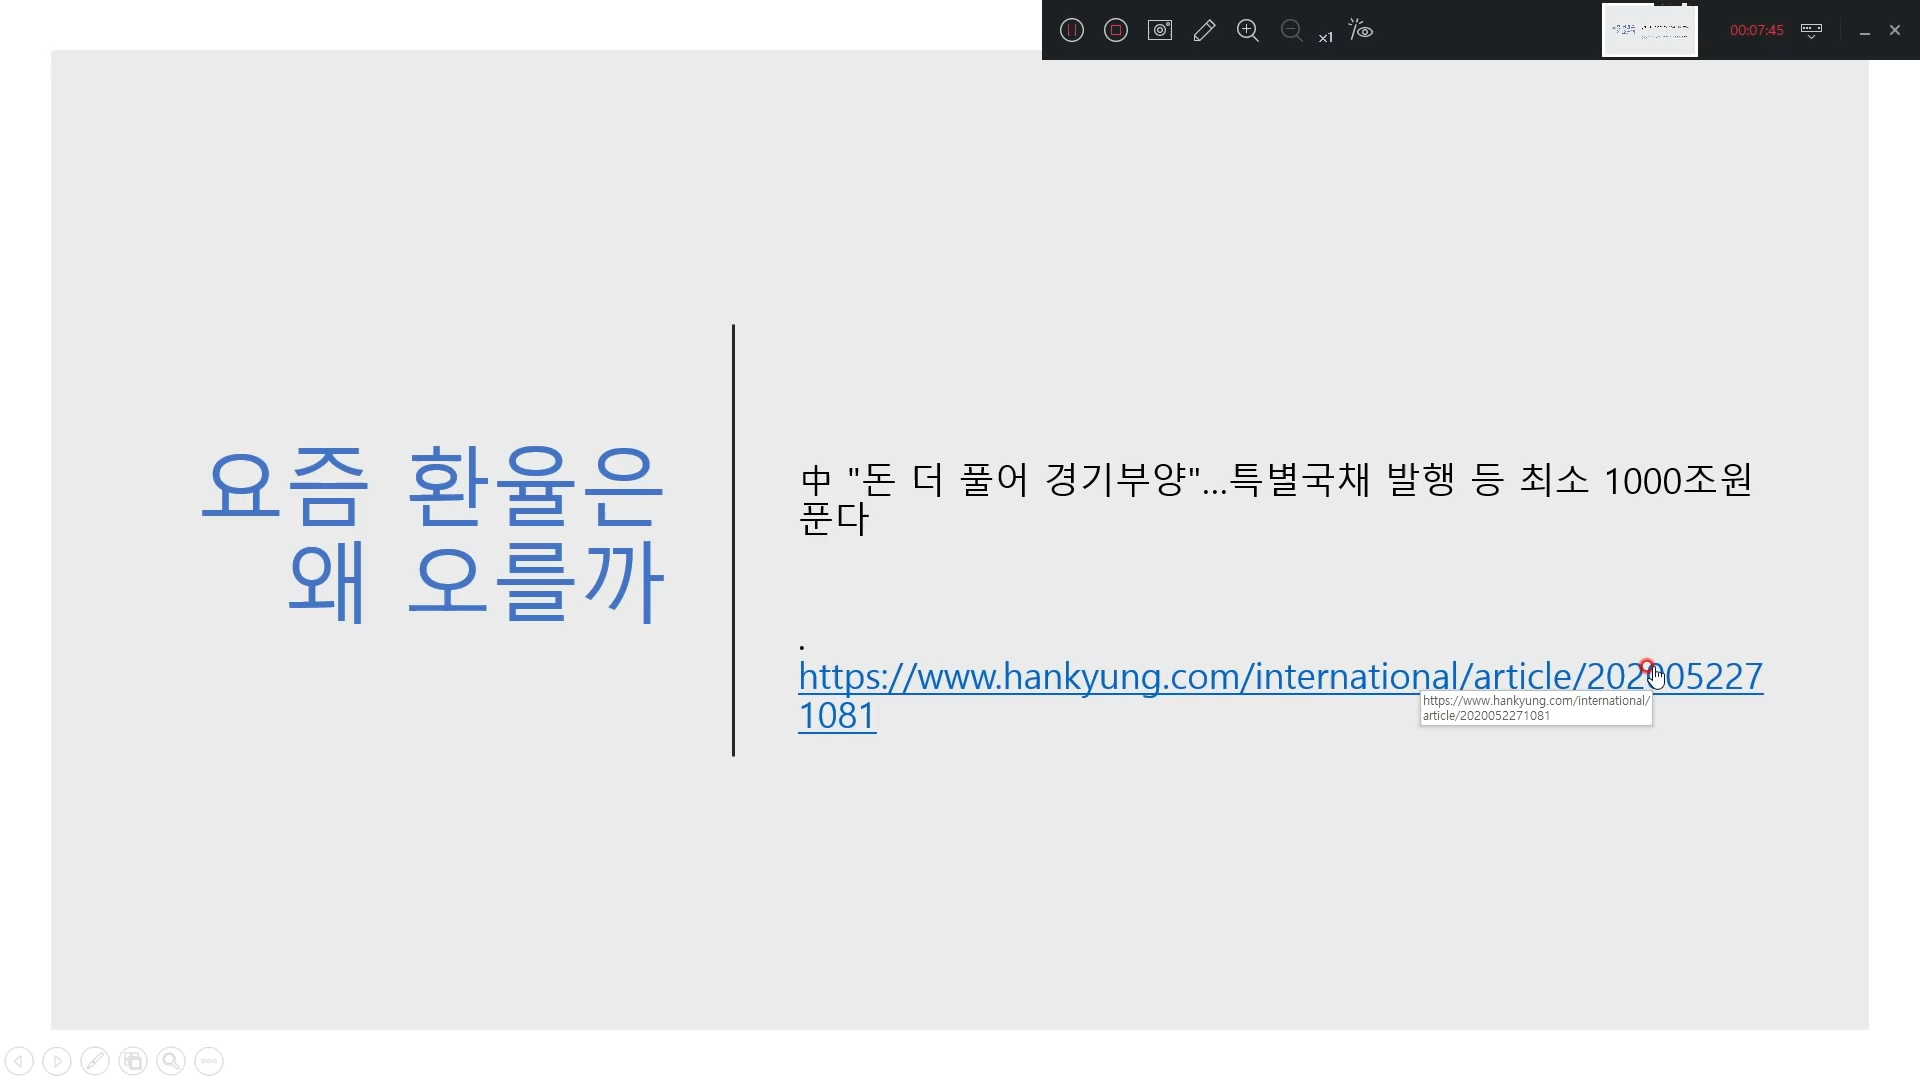 x1
00:07:45
요즘 환율은
왜 오를까
中 "돈 더 풀어 경기부양"...특별국채 발행 등 최소 1000조원
푼다
.
https://www.hankyung.com/international/article/202005227
1081
https://www.hankyung.com/international/
article/2020052271081